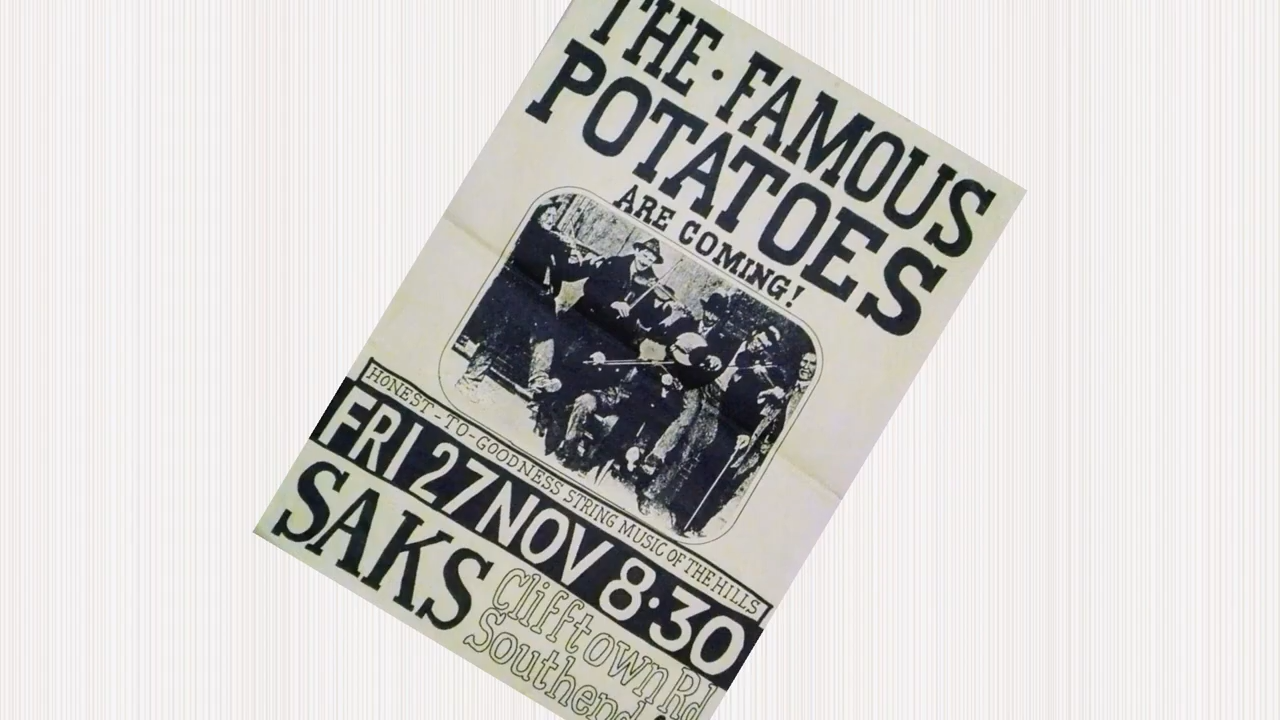 THE·FAMOUS
POTATOES
ARE COMING!
HONEST-TO-GOODNESS STRING MUSIC OF THE HILLS
FRI 27 NOV 8·30
SAKS
Clifftown Rd
Southend